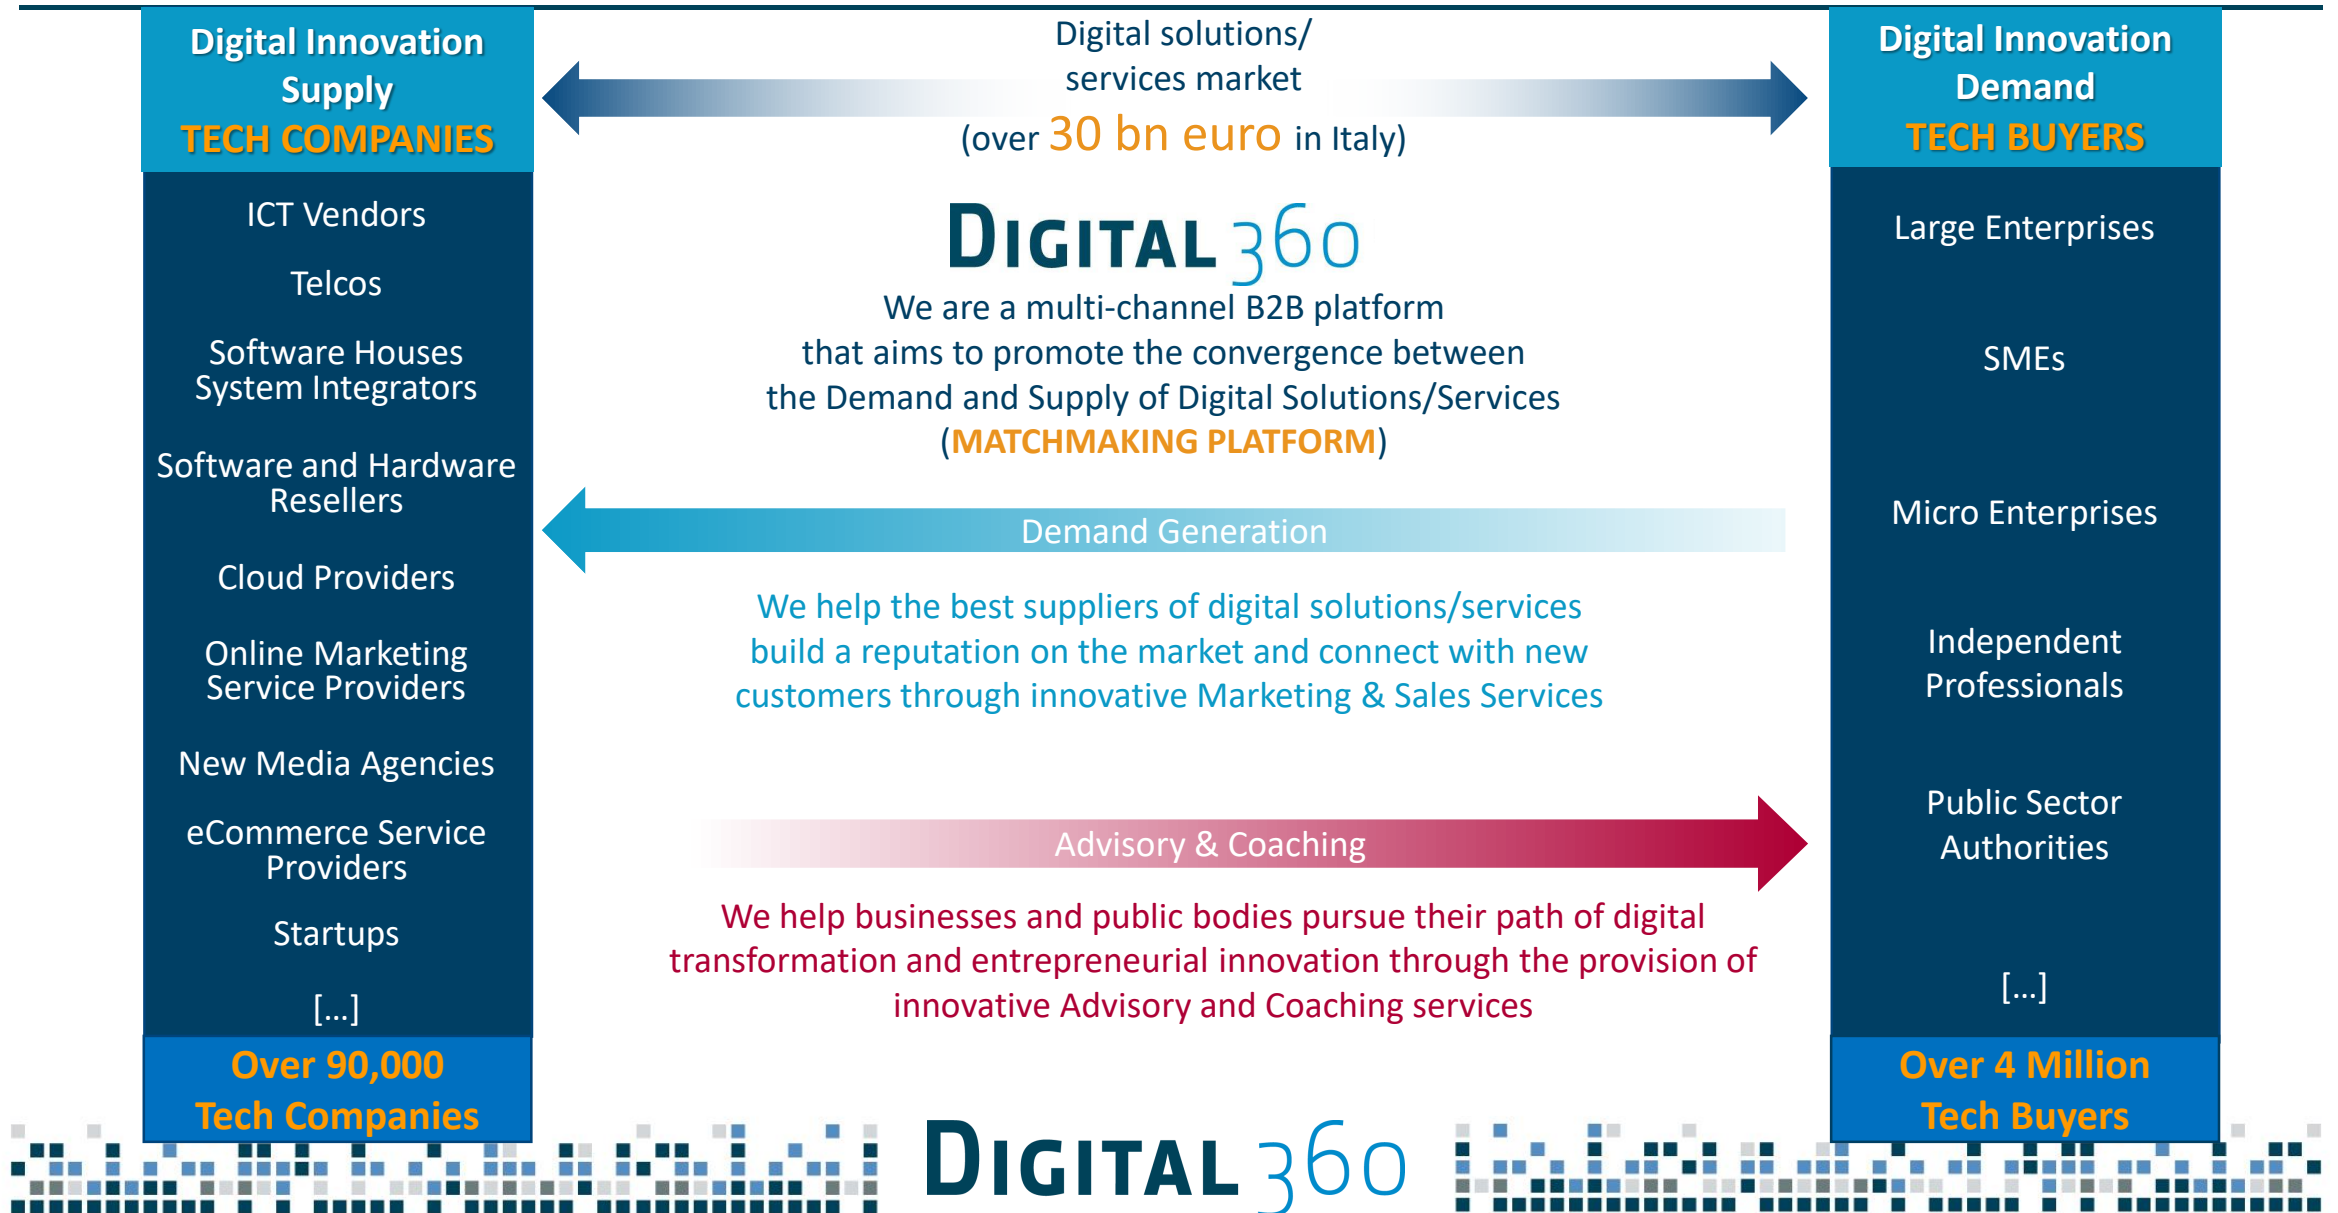 Digital Innovation
Supply
TECH COMPANIES
ICT Vendors
Telcos
Software Houses
System Integrators
Software and Hardware
Resellers
Cloud Providers
Online Marketing
Service Providers
New Media Agencies
eCommerce Service
Providers
Startups
[...]
Over 90,000
Tech Companies
Digital solutions/
services market
(over 30 bn euro in Italy)
DIGITAL 360
We are a multi-channel B2B platform
that aims to promote the convergence between
the Demand and Supply of Digital Solutions/Services
(MATCHMAKING PLATFORM)
Demand Generation
We help the best suppliers of digital solutions/services
build a reputation on the market and connect with new
customers through innovative Marketing & Sales Services
Advisory & Coaching
We help businesses and public bodies pursue their path of digital
transformation and entrepreneurial innovation through the provision of
innovative Advisory and Coaching services
Digital Innovation
Demand
TECH BUYERS
Large Enterprises
SMEs
Micro Enterprises
Independent
Professionals
Public Sector
Authorities
[...]
Over 4 Million
Tech Buyers
DIGITAL 360